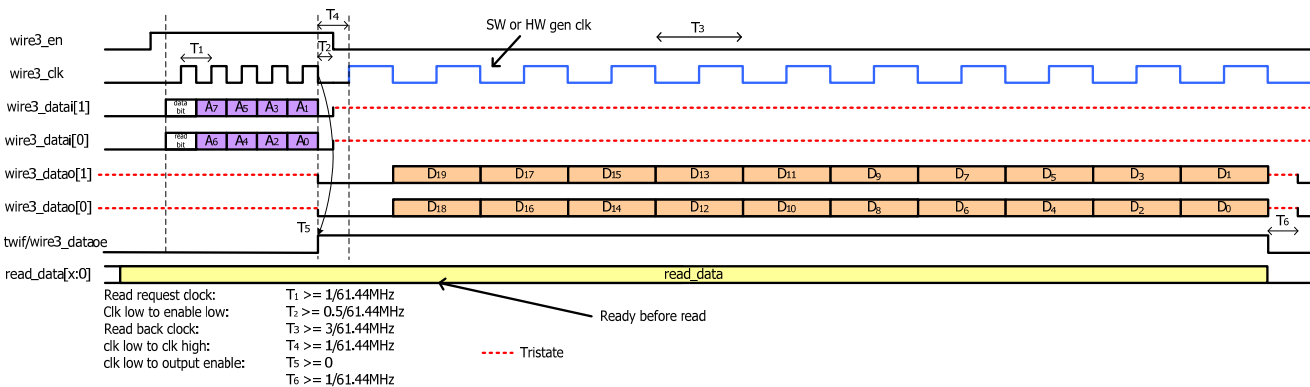 T4
SW or HW gen clk
T3
wire3_en
T1
T2
wire3_clk
wire3_datai[1] data bit A7 A5 A3 A1
wire3_datai[0] read bit A6 A4 A2 A0
wire3_datao[1] D19 D17 D15 D13 D11 D9 D7 D5 D3 D1
wire3_datao[0] D18 D16 D14 D12 D10 D8 D6 D4 D2 D0
T5
T6
twif/wire3_dataoe
read_data[x:0] read_data
Read request clock: T1 >= 1/61.44MHz
Clk low to enable low: T2 >= 0.5/61.44MHz
Ready before read
Read back clock: T3 >= 3/61.44MHz
clk low to clk high: T4 >= 1/61.44MHz
Tristate
clk low to output enable: T5 >= 0
T6 >= 1/61.44MHz